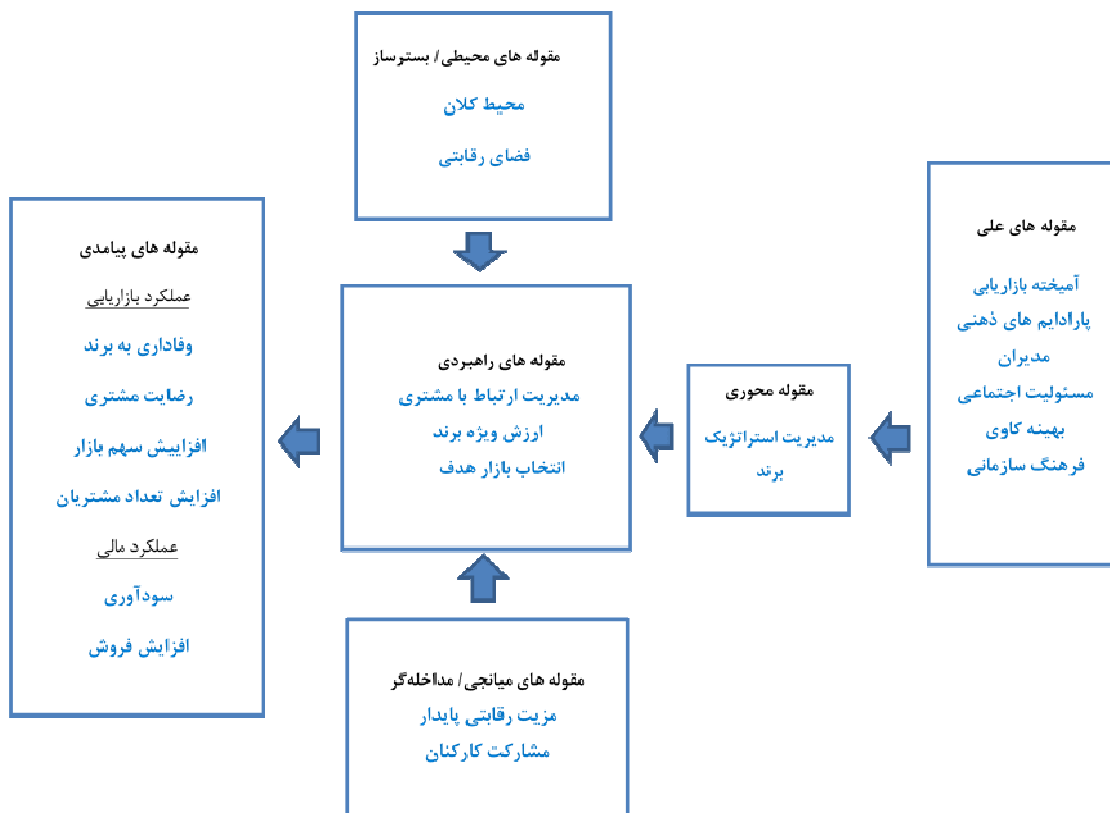 مقوله های محیطی/ بسترساز
محیط کلان
فضای رقابتی
مقوله های علی
آمیخته بازاریابی
پارادایم های ذهنی
مدیران
مسئولیت اجتماعی
بهینه کاوی
فرهنگ سازمانی
مقوله محوری
مدیریت استراتژیک
برند
مقوله های راهبردی
مدیریت ارتباط با مشتری
ارزش ویژه برند
انتخاب بازار هدف
مقوله های میانجی/ مداخله‌گر
مزیت رقابتی پایدار
مشارکت کارکنان
مقوله های پیامدی
عملکرد بازاریابی
وفاداری به برند
رضایت مشتری
افزاییش سهم بازار
افزایش تعداد مشتریان
عملکرد مالی
سودآوری
افزایش فروش